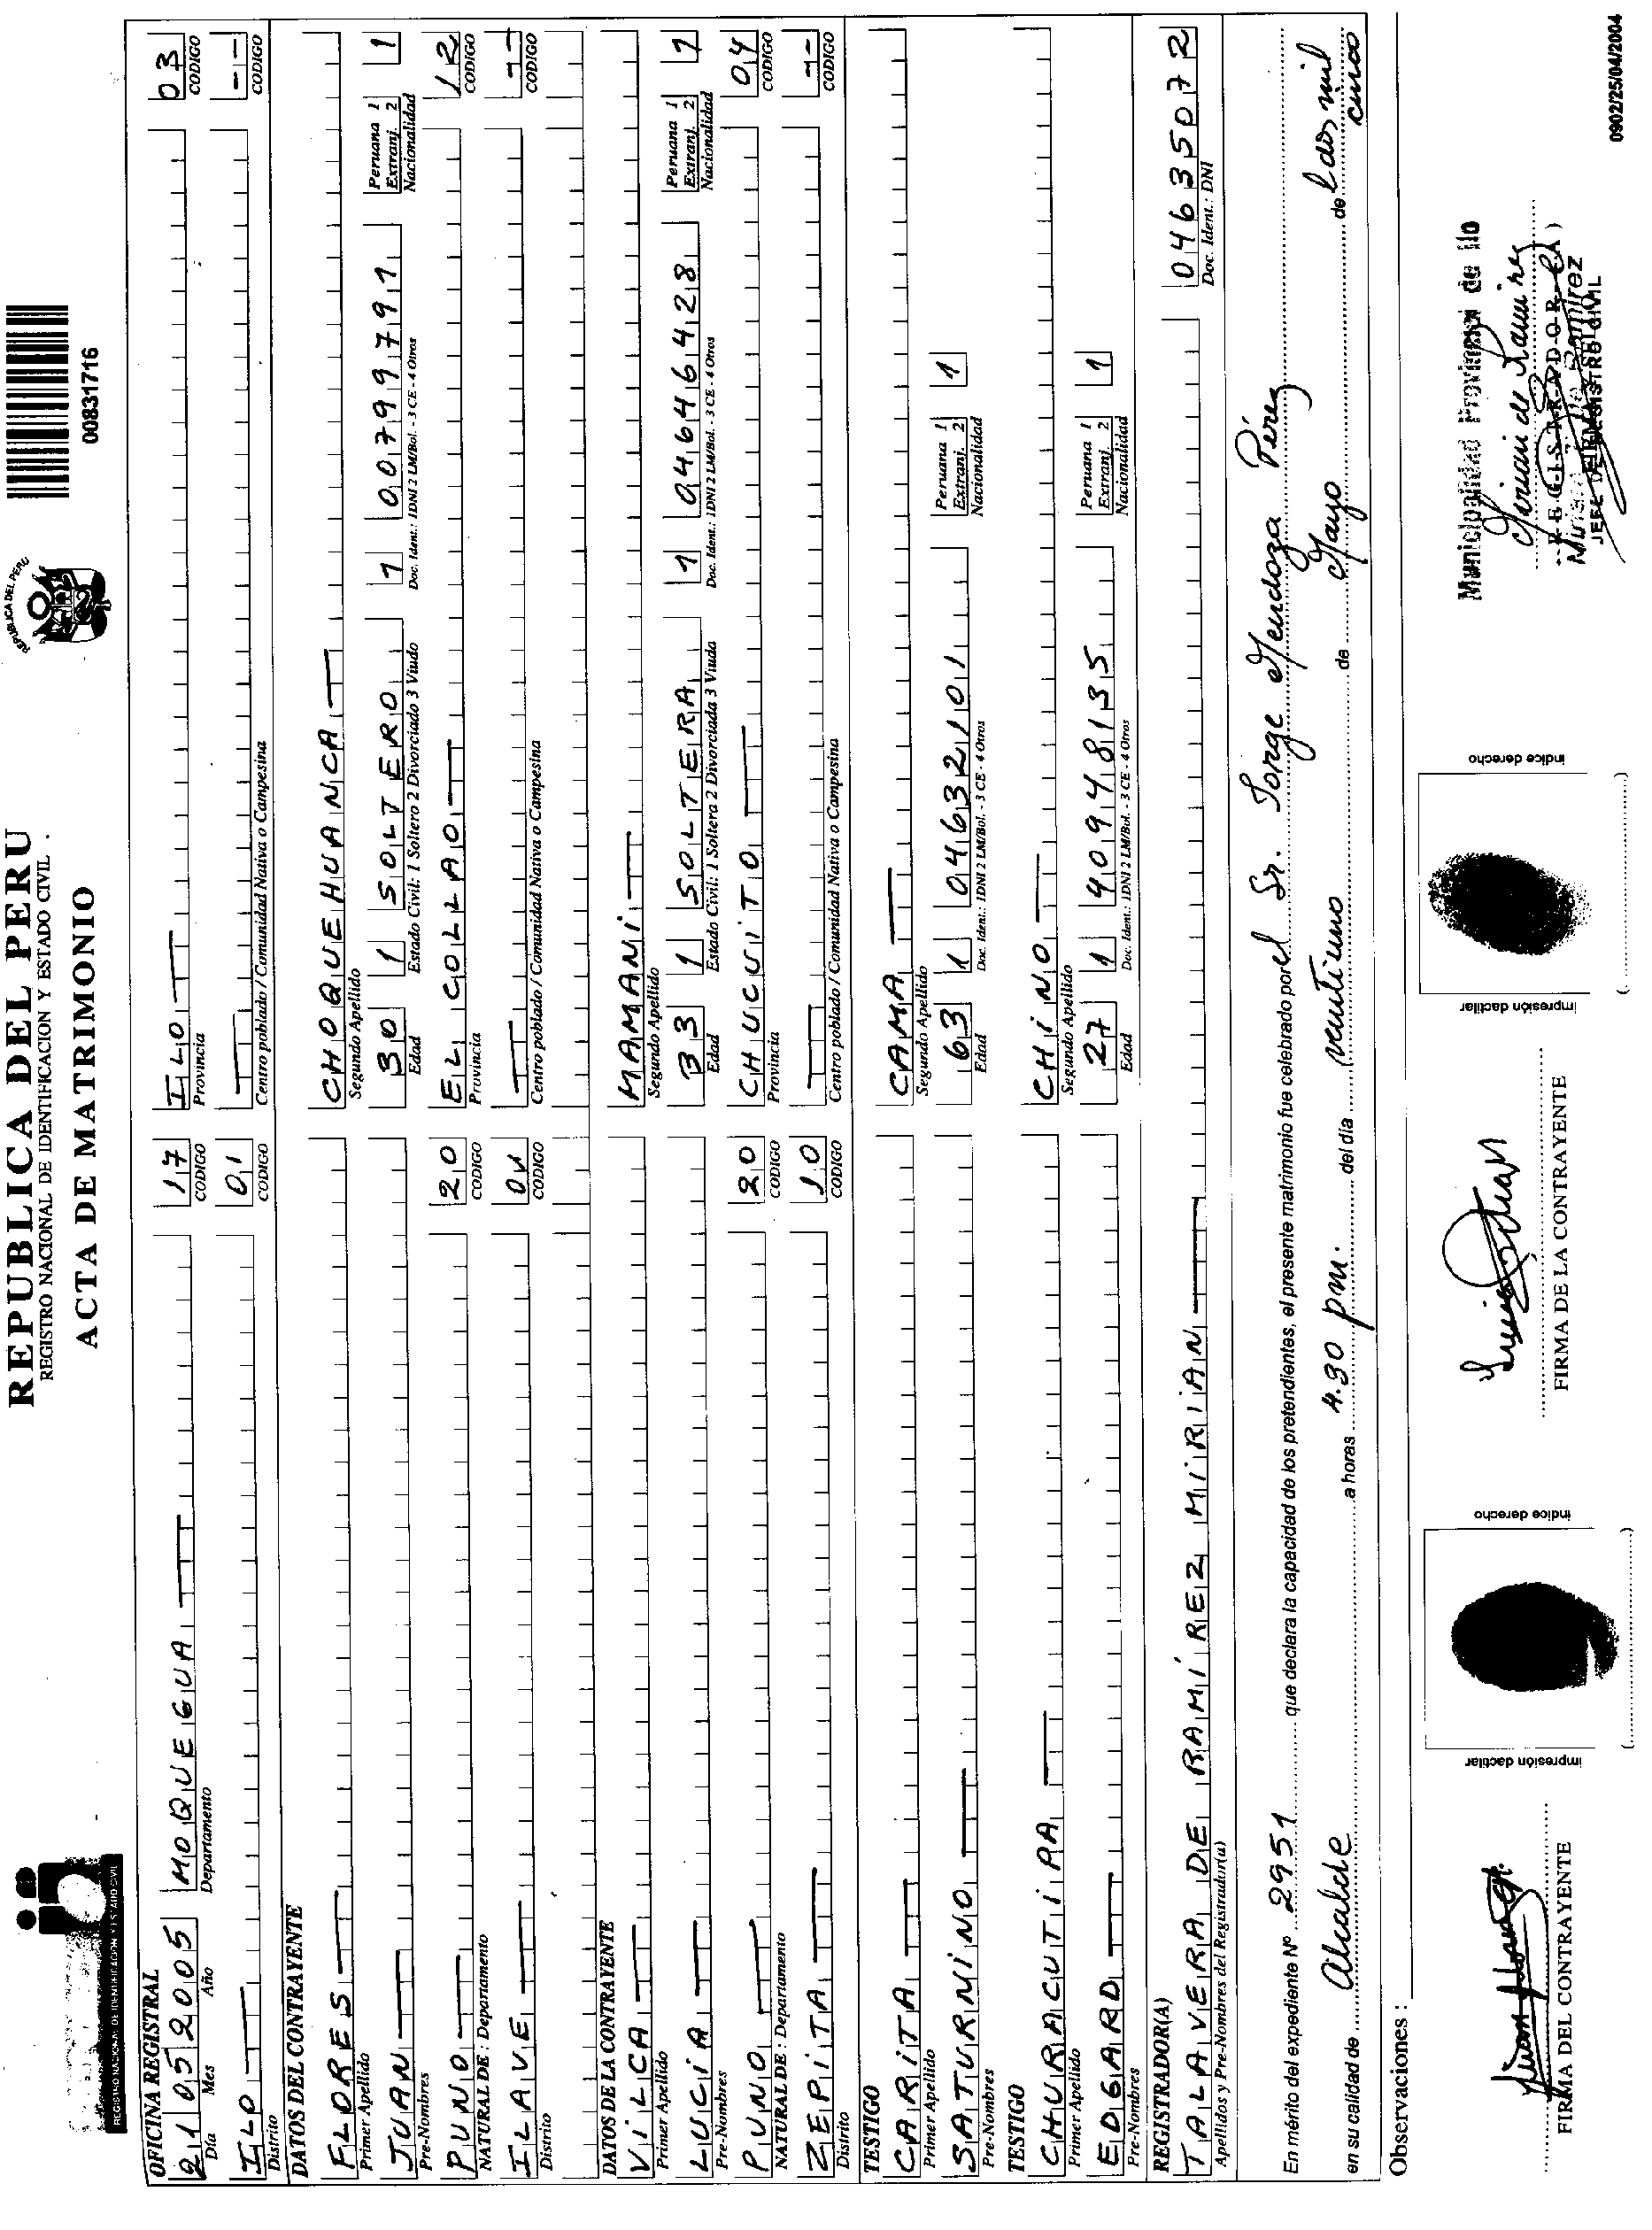 REPUBLICA DEL PERU
REGISTRO NACIONAL DE IDENTIFICACION Y ESTADO CIVIL
ACTA DE MATRIMONIO
REPUBLICA DEL PERU
00831716
REGISTRO NACIONAL DE IDENTIFICACION Y ESTADO CIVIL
OFICINA REGISTRAL
21 05 2005 MOQUEGUA 17 ILO 03
Día Mes Año Departamento CODIGO Provincia CODIGO
ILO 01 --
Distrito CODIGO Centro poblado / Comunidad Nativa o Campesina CODIGO
DATOS DEL CONTRAYENTE
FLORES CHOQUEHUANCA
Primer Apellido Segundo Apellido
JUAN 30 1 SOLTERO 1 00799791 Peruana 1 Extranj. 2 1
Pre-Nombres Edad Estado Civil: 1 Soltero 2 Divorciado 3 Viudo Doc. Ident.: 1DNI 2 LM/Bol. - 3 CE - 4 Otros Nacionalidad
PUNO 20 EL COLLAO 12
NATURAL DE : Departamento CODIGO Provincia CODIGO
ILAVE 01 --
Distrito CODIGO Centro poblado / Comunidad Nativa o Campesina CODIGO
DATOS DE LA CONTRAYENTE
VILCA MAMANI
Primer Apellido Segundo Apellido
LUCIA 33 1 SOLTERA 1 04646428 Peruana 1 Extranj. 2 1
Pre-Nombres Edad Estado Civil: 1 Soltera 2 Divorciada 3 Viuda Doc. Ident.: 1DNI 2 LM/Bol. - 3 CE - 4 Otros Nacionalidad
PUNO 20 CHUCUITO 04
NATURAL DE : Departamento CODIGO Provincia CODIGO
ZEPITA 10 --
Distrito CODIGO Centro poblado / Comunidad Nativa o Campesina CODIGO
TESTIGO
CARITA CAMA
Primer Apellido Segundo Apellido
SATURNINO 63 1 04632101 Peruana 1 Extranj. 2 1
Pre-Nombres Edad Doc. Ident.: 1DNI 2 LM/Bol. - 3 CE - 4 Otros Nacionalidad
TESTIGO
CHURACUTIPA CHINO
Primer Apellido Segundo Apellido
EDGARD 27 1 40948135 Peruana 1 Extranj. 2 1
Pre-Nombres Edad Doc. Ident.: 1DNI 2 LM/Bol. - 3 CE - 4 Otros Nacionalidad
REGISTRADOR(A)
TALAVERA DE RAMIREZ MIRIAN 04635072
Apellidos y Pre-Nombres del Registrador(a) Doc. Ident.: DNI
En mérito del expediente Nº 2951 que declara la capacidad de los pretendientes, el presente matrimonio fue celebrado por el Sr. Jorge Mendoza Pérez
en su calidad de Alcalde a horas 4.30 pm. del día veintiuno de Mayo de l dos mil cinco
Observaciones :
Municipalidad Provincial de Ilo
REGISTRADOR(A)
JEFE DE REGISTRO CIVIL
FIRMA DEL CONTRAYENTE
impresión dactilar
indice derecho
FIRMA DE LA CONTRAYENTE
impresión dactilar
indice derecho
0902/25/04/2004